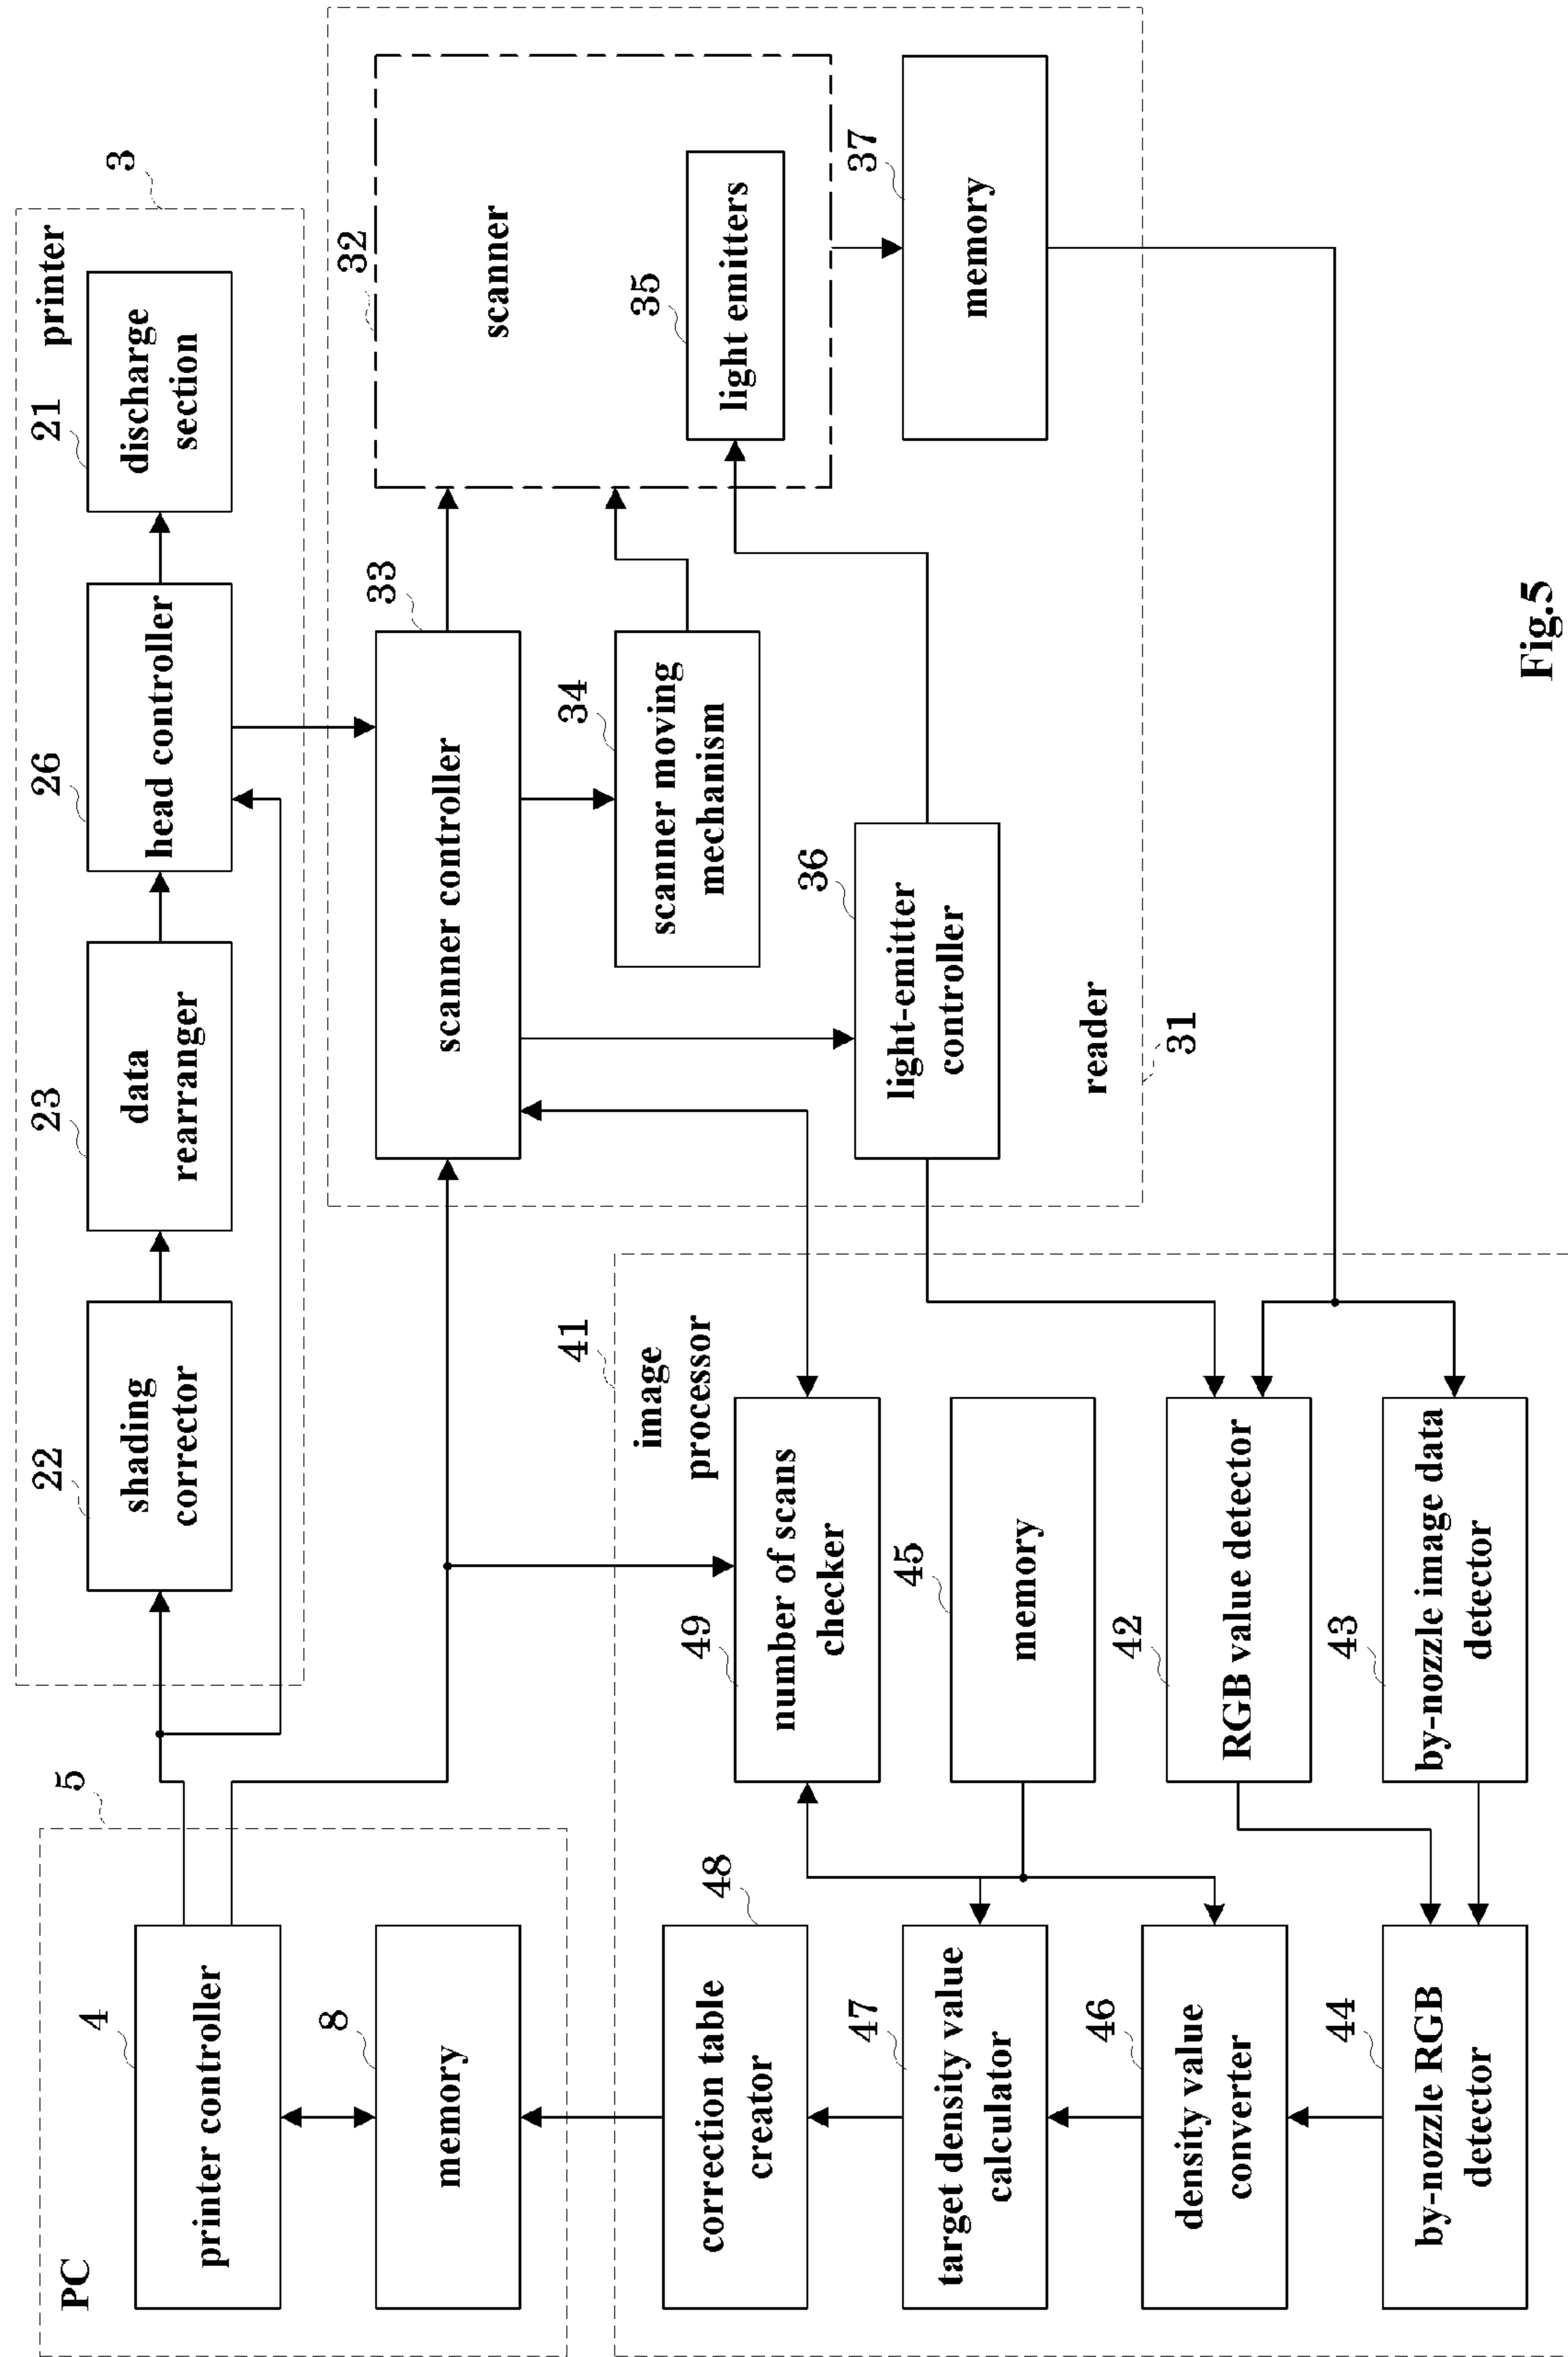 PC
5
4
printer controller
8
memory
3
printer
22
shading
corrector
23
data
rearranger
26
head controller
21
discharge
section
33
scanner controller
32
scanner
34
scanner moving
mechanism
35
light emitters
36
light-emitter
controller
37
memory
reader
31
41
image
processor
48
correction table
creator
49
number of scans
checker
47
target density value
calculator
45
memory
46
density value
converter
42
RGB value detector
44
by-nozzle RGB
detector
43
by-nozzle image data
detector
Fig.5